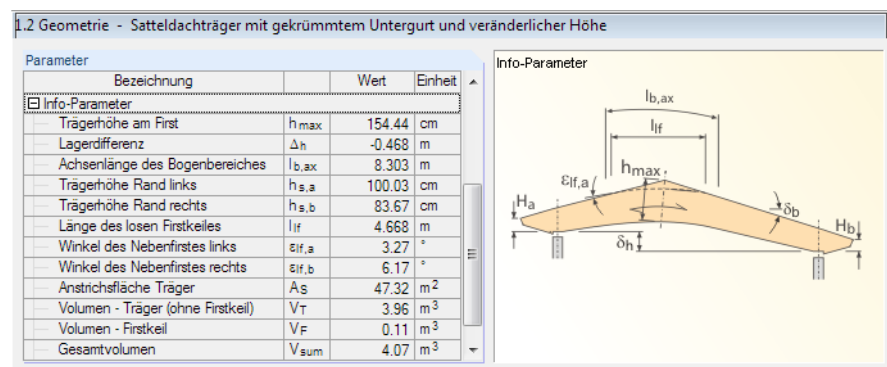 1.2 Geometrie - Satteldachträger mit gekrümmtem Untergurt und veränderlicher Höhe
Parameter
Bezeichnung Wert Einheit
Info-Parameter
Trägerhöhe am First hmax 154.44 cm
Lagerdifferenz Δh -0.468 m
Achsenlänge des Bogenbereiches lb,ax 8.303 m
Trägerhöhe Rand links hs,a 100.03 cm
Trägerhöhe Rand rechts hs,b 83.67 cm
Länge des losen Firstkeiles llf 4.668 m
Winkel des Nebenfirstes links εlf,a 3.27 °
Winkel des Nebenfirstes rechts εlf,b 6.17 °
Anstrichsfläche Träger AS 47.32 m2
Volumen - Träger (ohne Firstkeil) VT 3.96 m3
Volumen - Firstkeil VF 0.11 m3
Gesamtvolumen Vsum 4.07 m3
Info-Parameter
lb,ax
llf
hmax
εlf,a
Ha
δb
Hb
δh